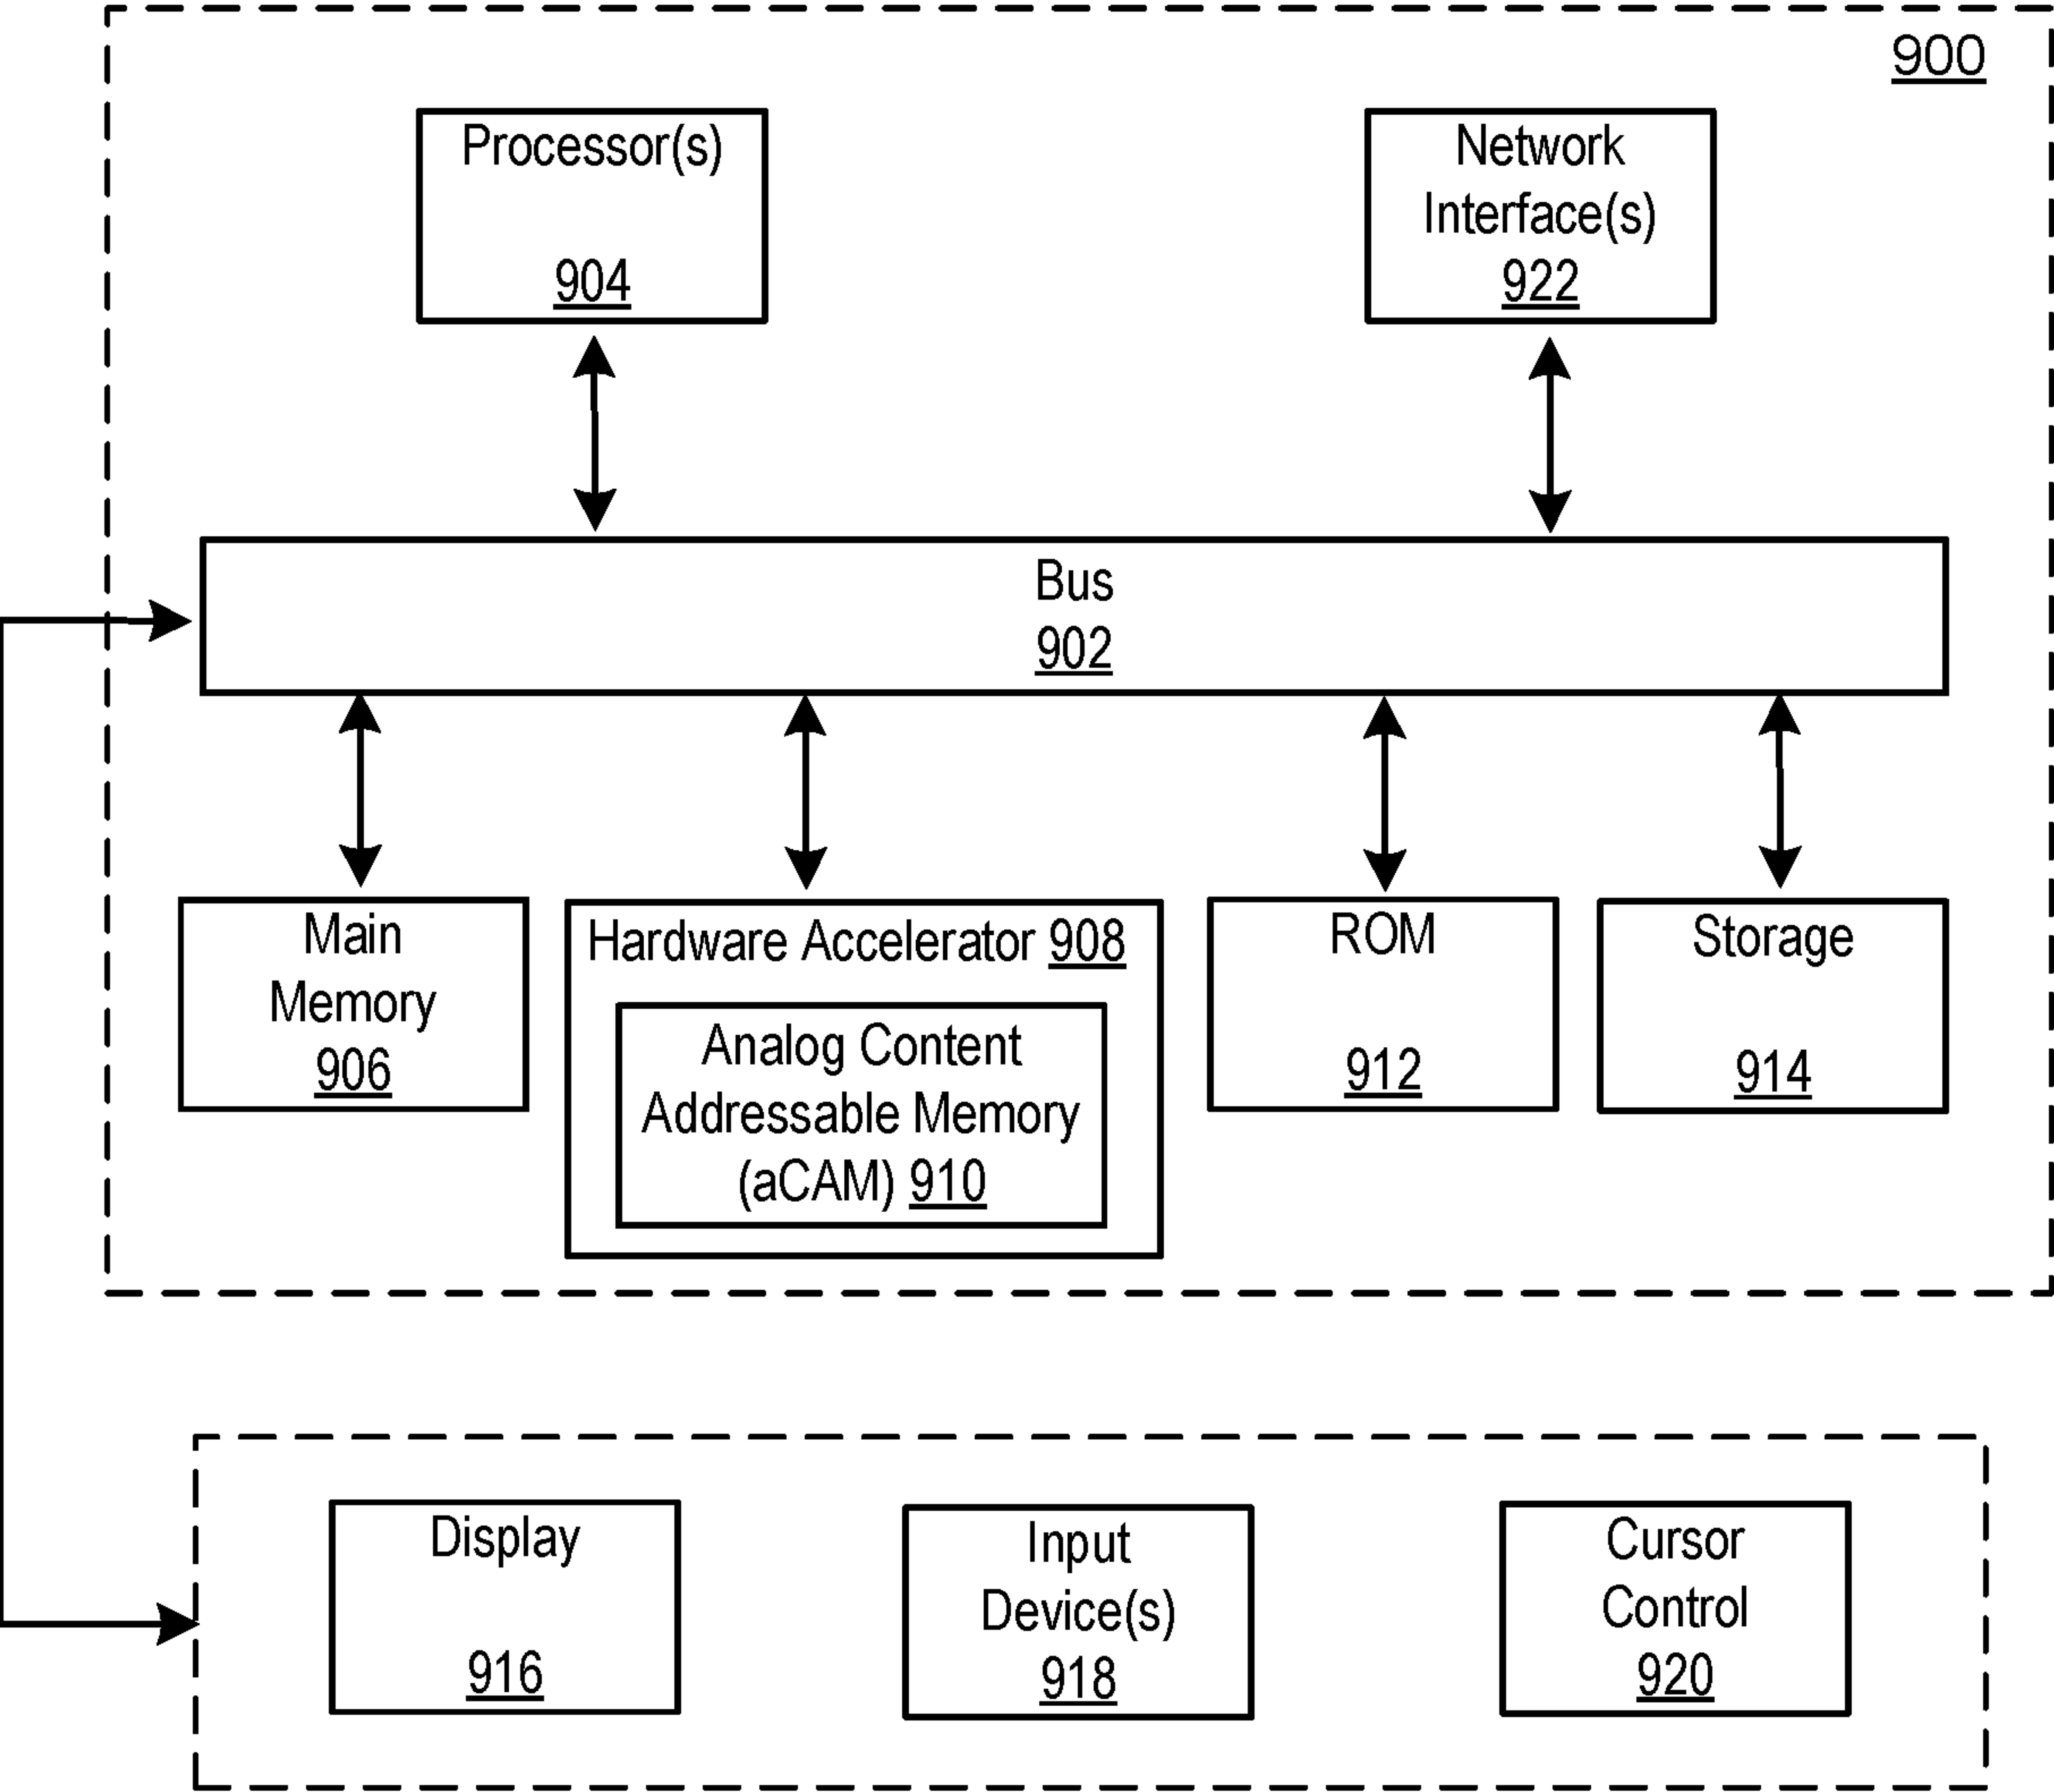 900
Processor(s)
904
Network
Interface(s)
922
Bus
902
Main
Memory
906
Hardware Accelerator 908
Analog Content
Addressable Memory
(aCAM) 910
ROM
912
Storage
914
Display
916
Input
Device(s)
918
Cursor
Control
920